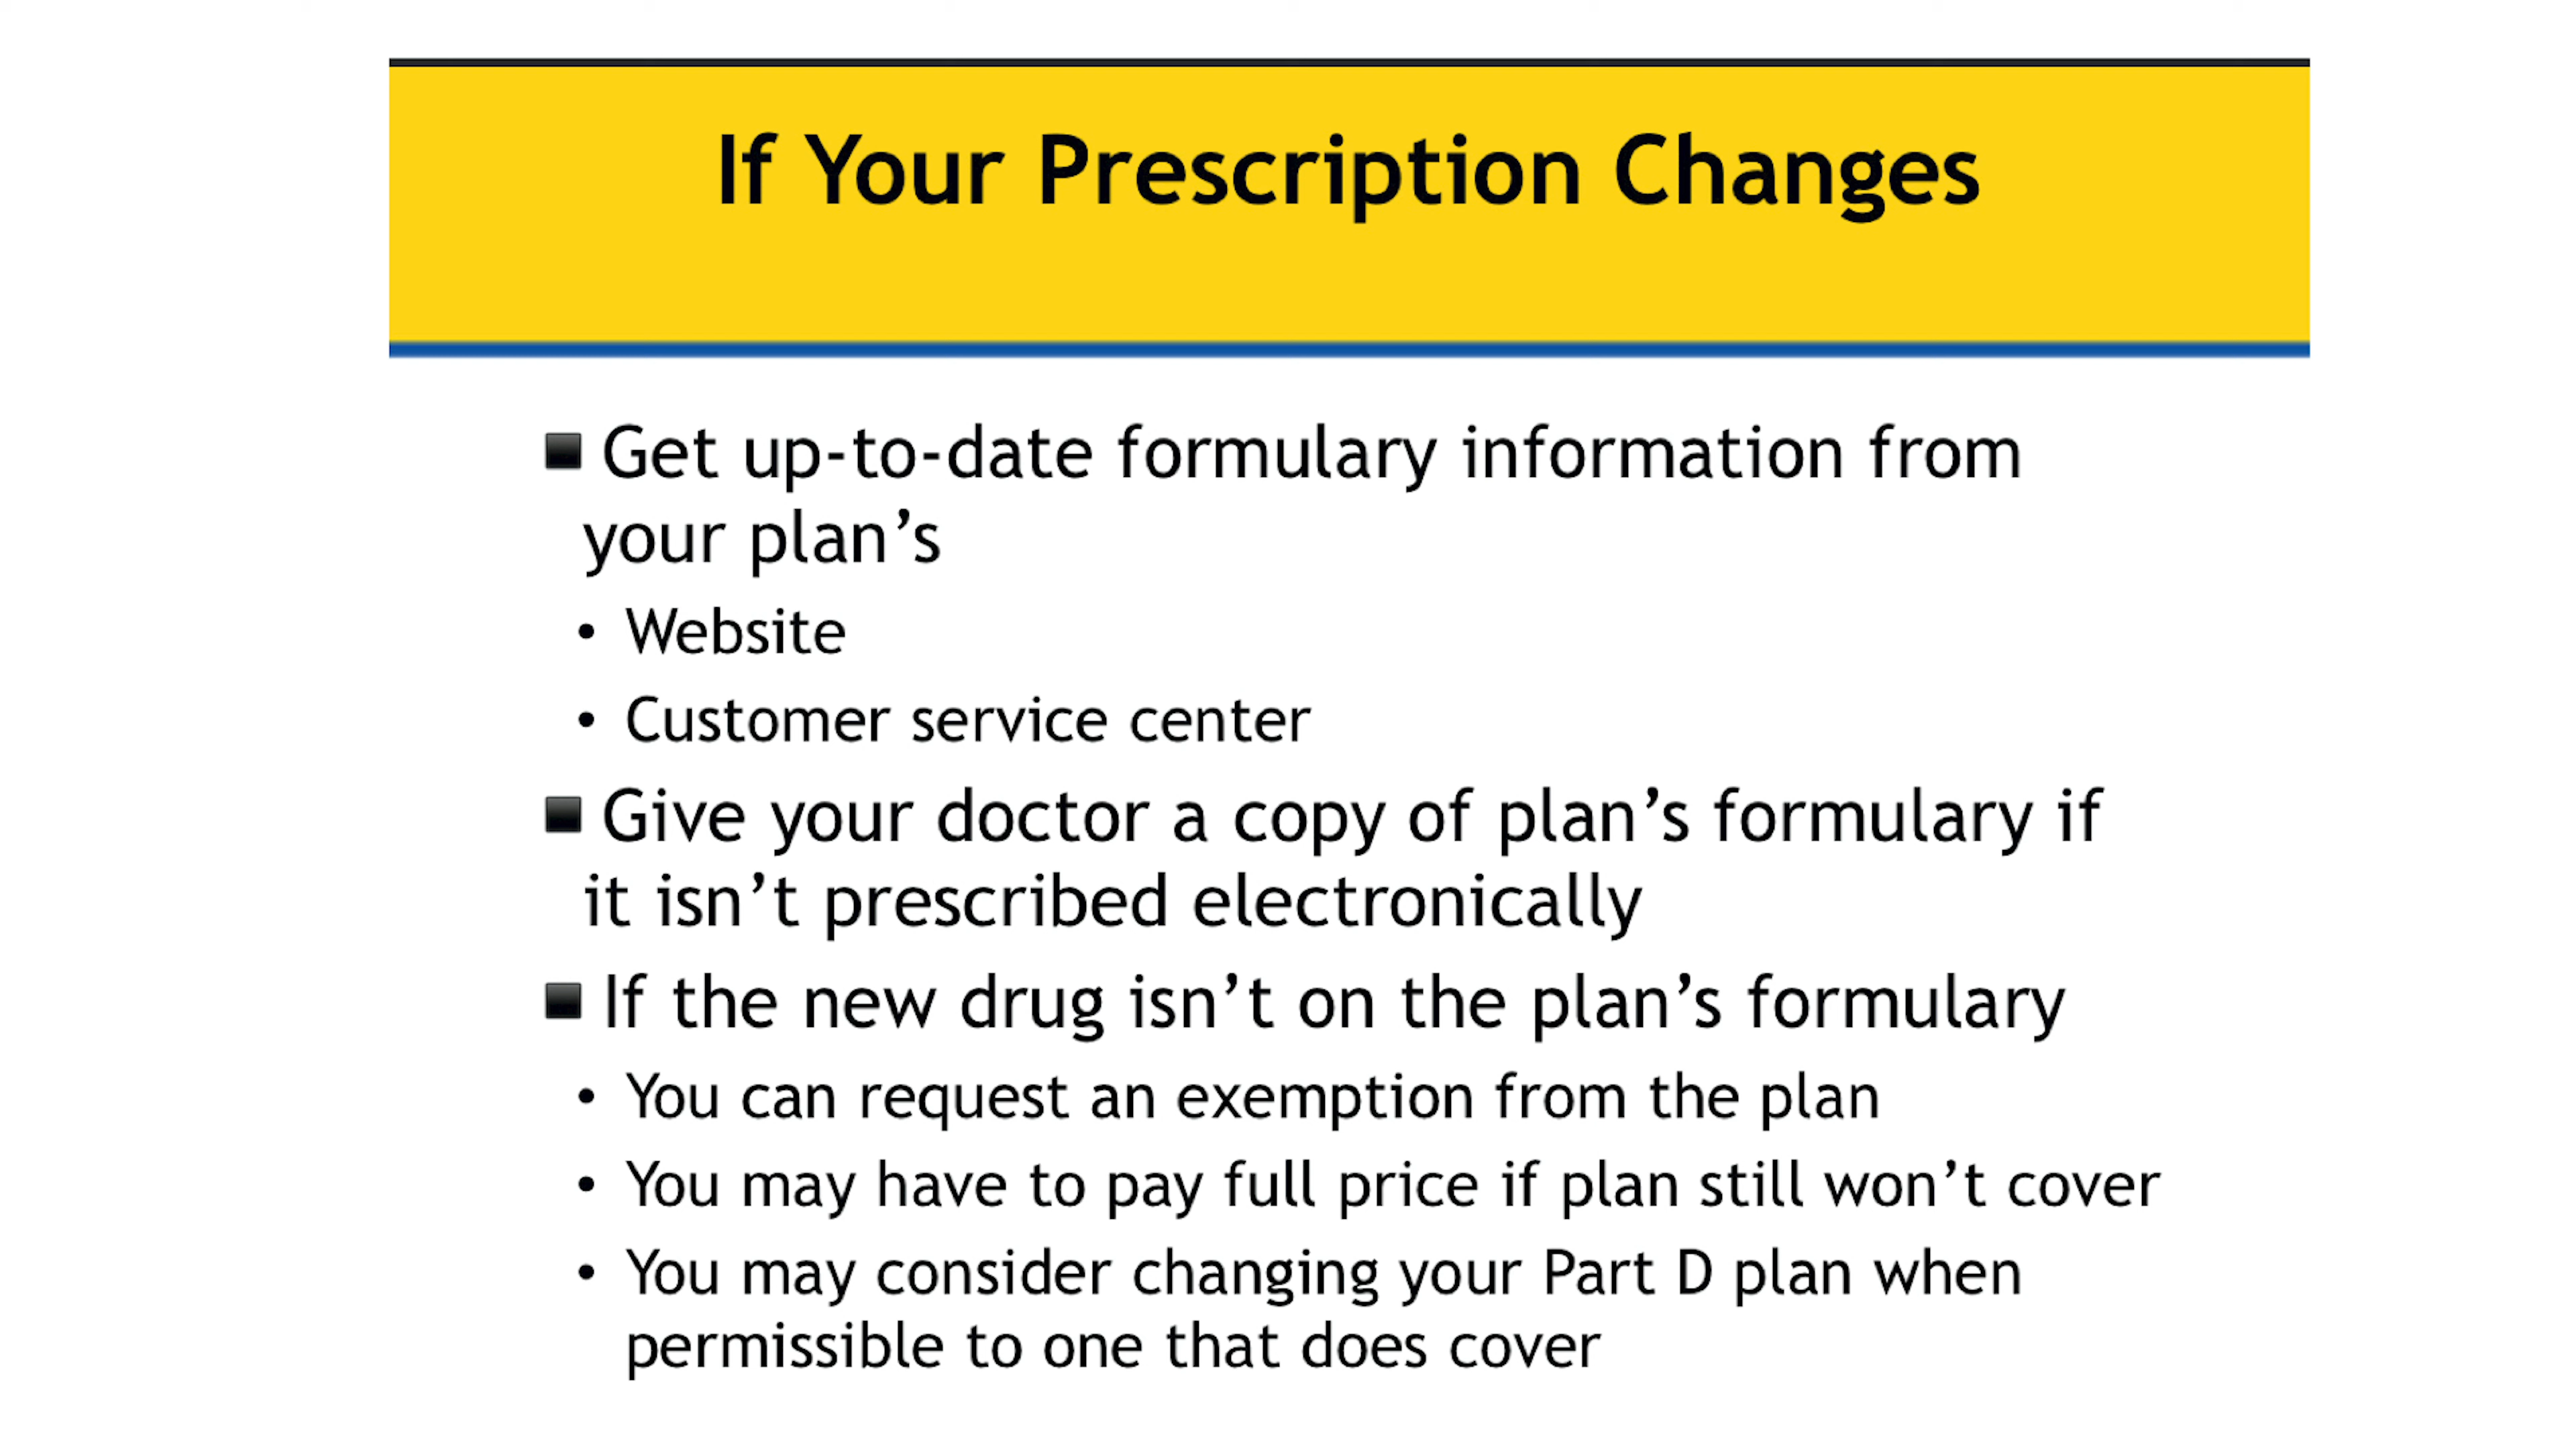 If Your Prescription Changes
■ Get up-to-date formulary information from
your plan’s
• Website
• Customer service center
■ Give your doctor a copy of plan’s formulary if
it isn’t prescribed electronically
■ If the new drug isn’t on the plan’s formulary
• You can request an exemption from the plan
• You may have to pay full price if plan still won’t cover
• You may consider changing your Part D plan when
permissible to one that does cover